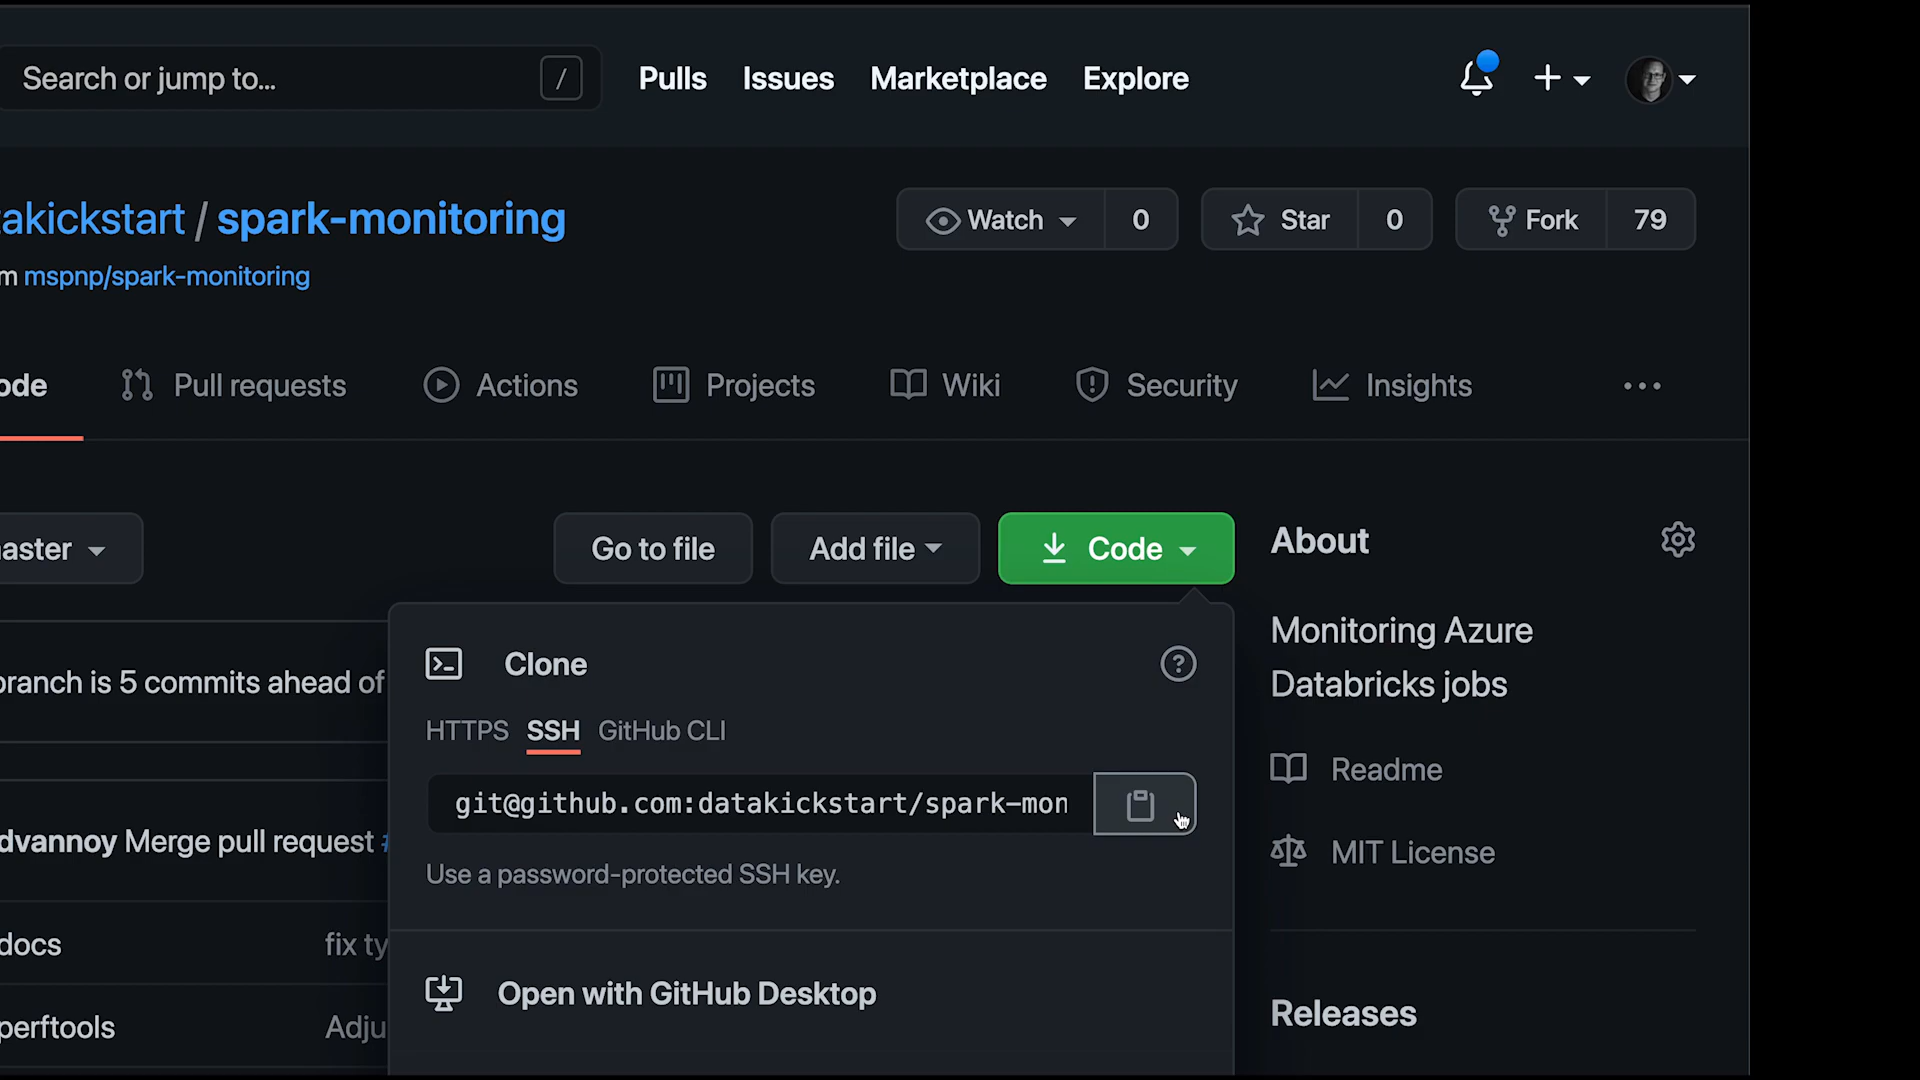 Search or jump to... /
Pulls Issues Marketplace Explore
akickstart / spark-monitoring
Watch 0
Star 0
Fork 79
m mspnp/spark-monitoring
ode
Pull requests
Actions
Projects
Wiki
Security
Insights
aster
Go to file
Add file
Code
About
Monitoring Azure
Databricks jobs
Clone
HTTPS SSH GitHub CLI
branch is 5 commits ahead of
git@github.com:datakickstart/spark-mon
Readme
MIT License
dvannoy Merge pull request #
Use a password-protected SSH key.
docs fix ty
Open with GitHub Desktop
Releases
perftools Adju